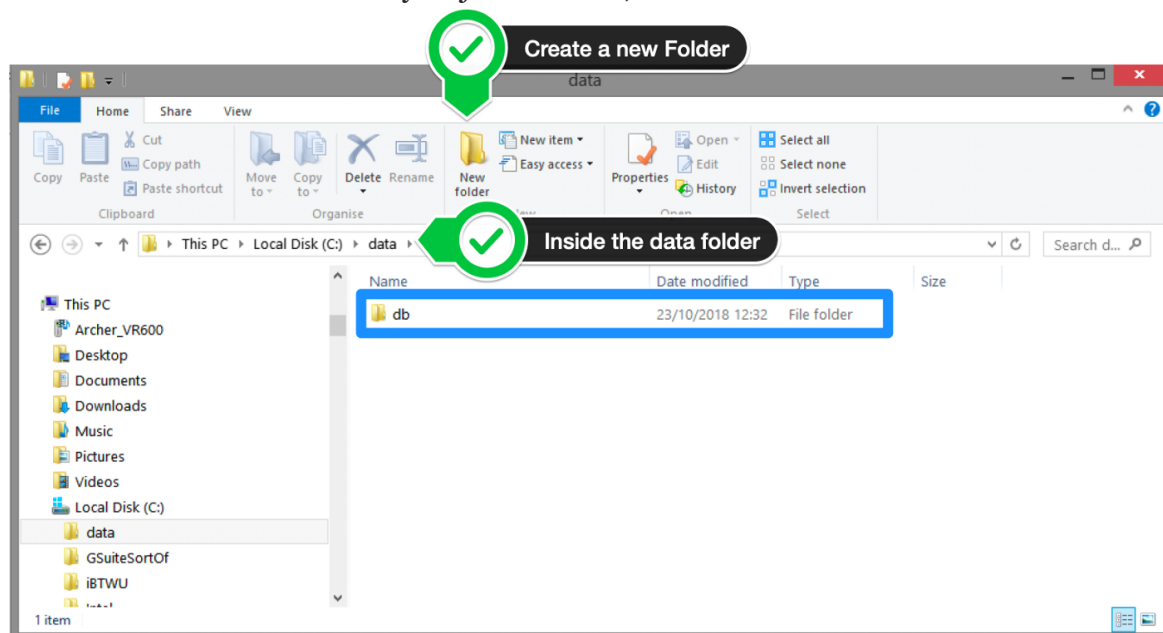 Create a new Folder
data
File Home Share View
Copy
Paste
Cut
Copy path
Paste shortcut
Move to
Copy to
Delete
Rename
New folder
New item
Easy access
Properties
Open
Edit
History
Select all
Select none
Invert selection
Clipboard
Organise
Open
Select
This PC Local Disk (C:) data
Inside the data folder
Search d...
Name Date modified Type Size
db 23/10/2018 12:32 File folder
This PC
Archer_VR600
Desktop
Documents
Downloads
Music
Pictures
Videos
Local Disk (C:)
data
GSuiteSortOf
iBTWU
1 item